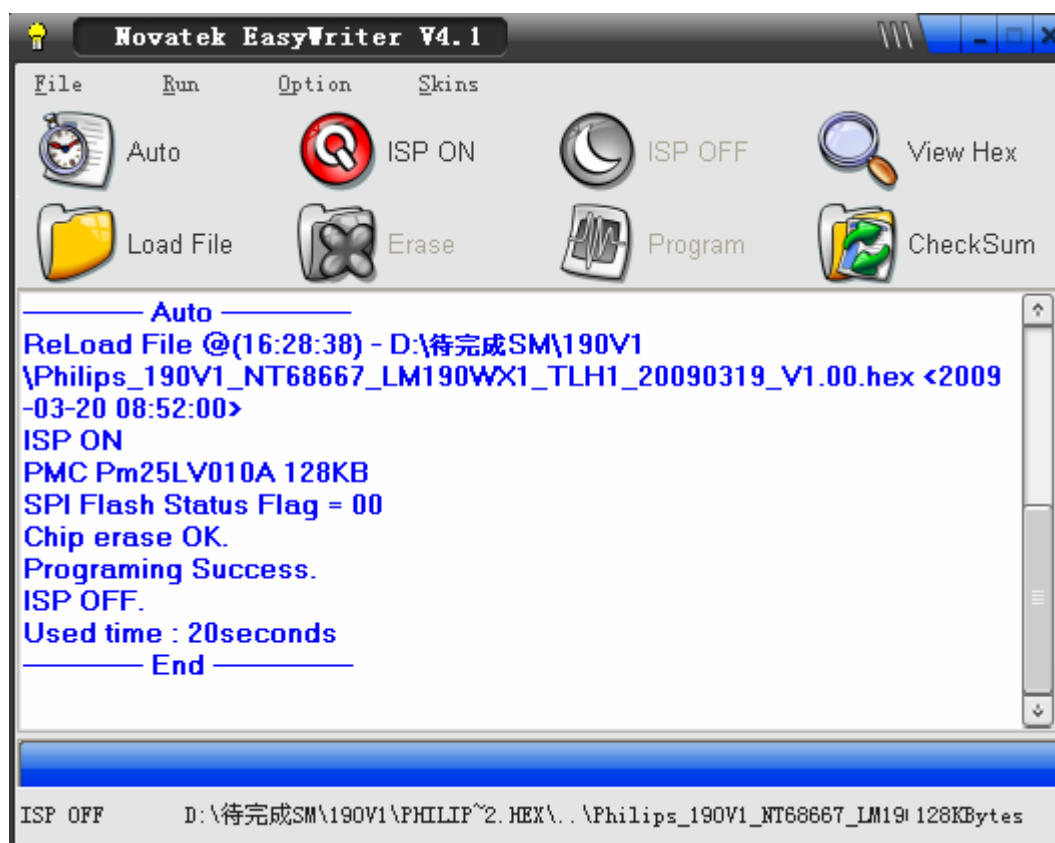 Novatek EasyWriter V4.1
File Run Option Skins
Auto ISP ON ISP OFF View Hex
Load File Erase Program CheckSum
——— Auto ———
ReLoad File @(16:28:38) - D:\待完成SM\190V1
\Philips_190V1_NT68667_LM190WX1_TLH1_20090319_V1.00.hex <2009
-03-20 08:52:00>
ISP ON
PMC Pm25LV010A 128KB
SPI Flash Status Flag = 00
Chip erase OK.
Programing Success.
ISP OFF.
Used time : 20seconds
——— End ———
ISP OFF D:\待完成SM\190V1\PHILIP~2.HEX\..\Philips_190V1_NT68667_LM19 128KBytes